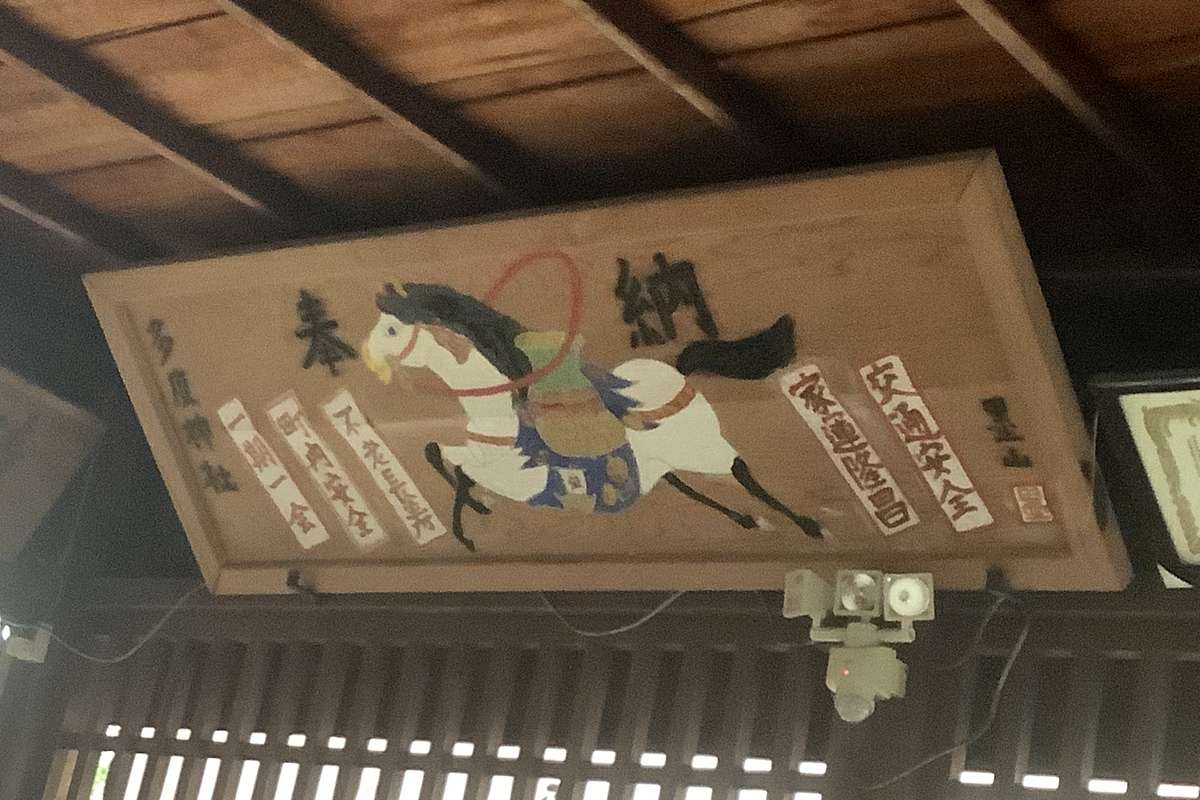 奉納
多度神社
一期一会
町内安全
不老長寿
家運隆昌
交通安全